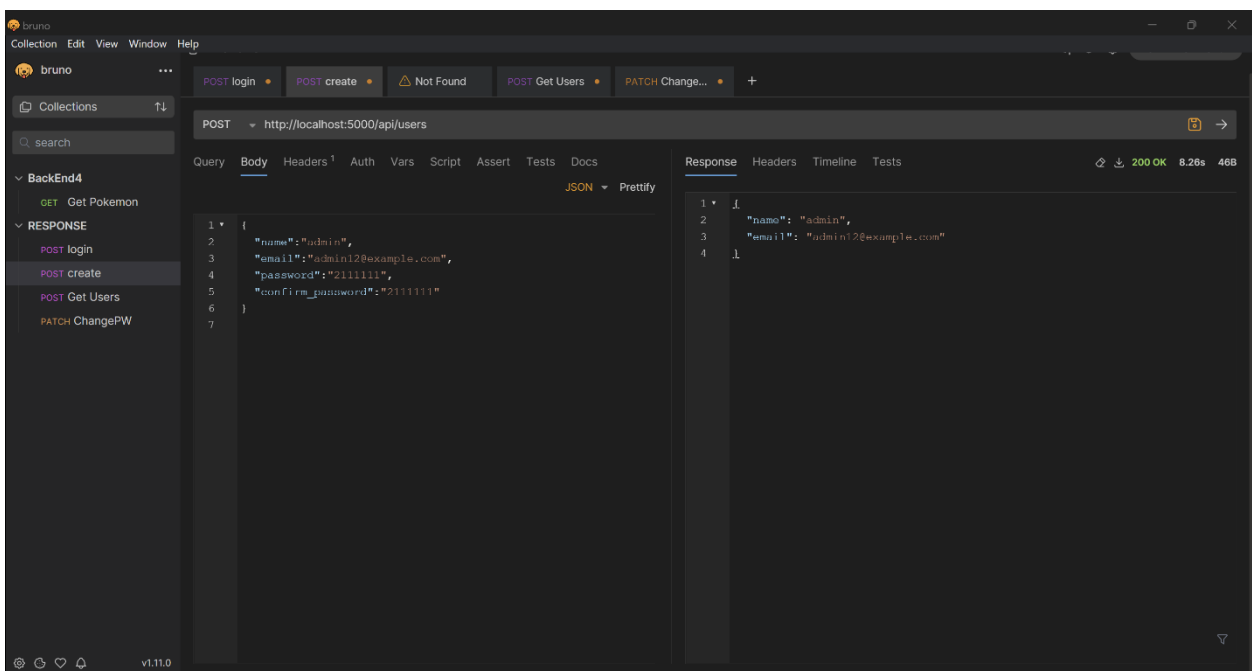 bruno
Collection Edit View Window Help
bruno ...
POST login POST create Not Found POST Get Users PATCH Change... +
Collections
POST http://localhost:5000/api/users
search
Query Body Headers 1 Auth Vars Script Assert Tests Docs
Response Headers Timeline Tests 200 OK 8.26s 46B
BackEnd4
JSON Prettify
GET Get Pokemon
RESPONSE
POST login
POST create
POST Get Users
PATCH ChangePW
1 {
2 "name":"admin",
3 "email":"admin12@example.com",
4 "password":"2111111",
5 "confirm_password":"2111111"
6 }
7
1 {
2 "name": "admin",
3 "email": "admin12@example.com"
4 }
v1.11.0